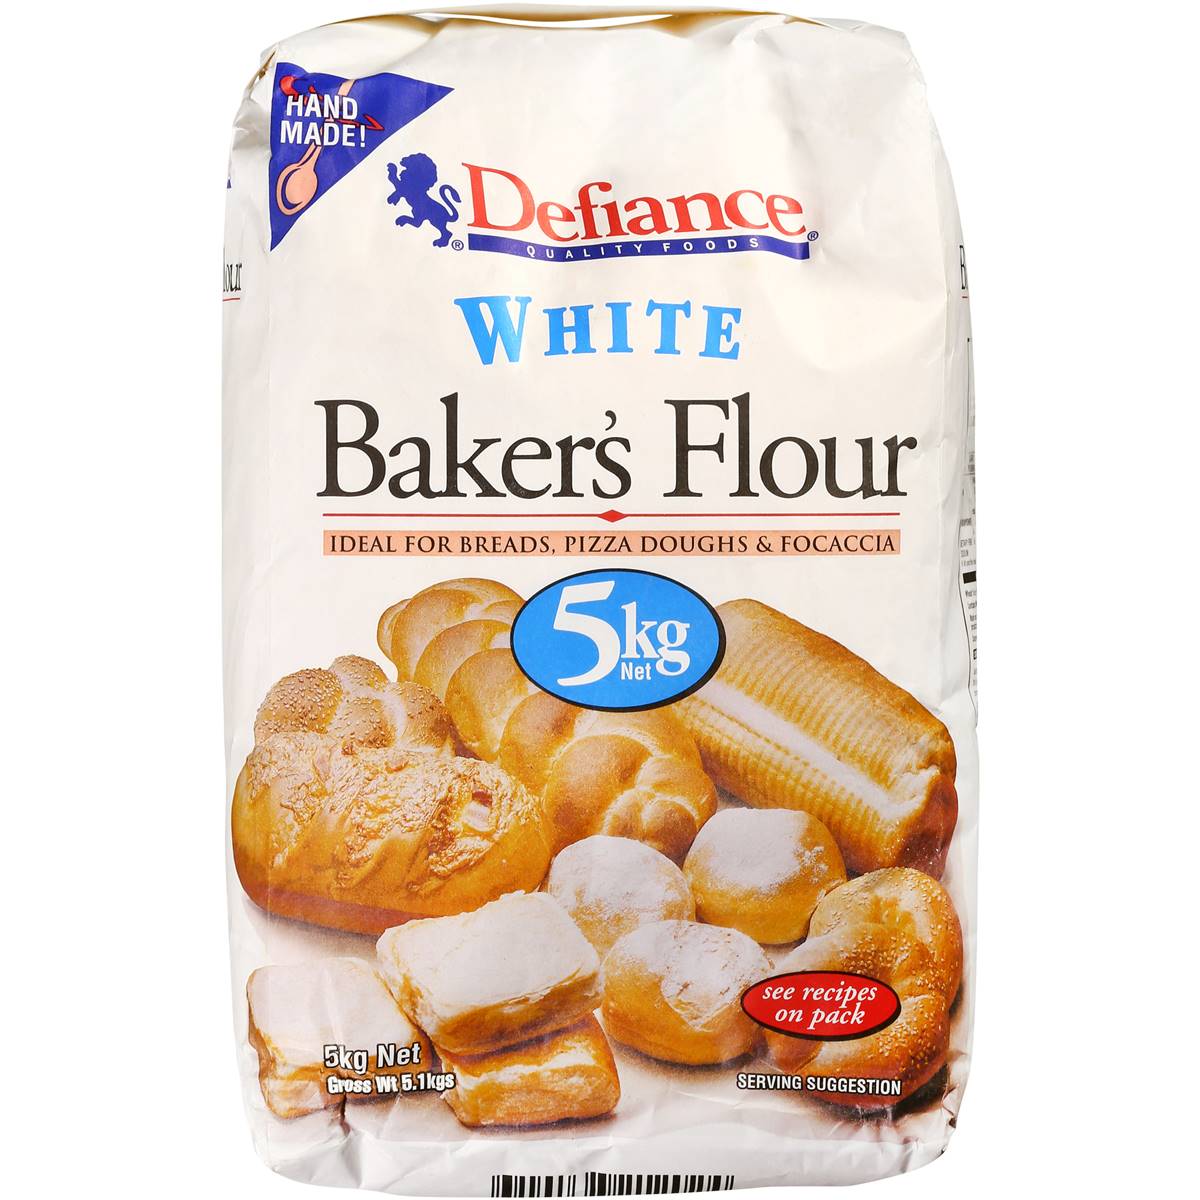 HAND
MADE!
Defiance
QUALITY FOODS
WHITE
Baker's Flour
IDEAL FOR BREADS, PIZZA DOUGHS & FOCACCIA
5kg
Net
see recipes
on pack
5kg Net
Gross Wt 5.1kgs
SERVING SUGGESTION